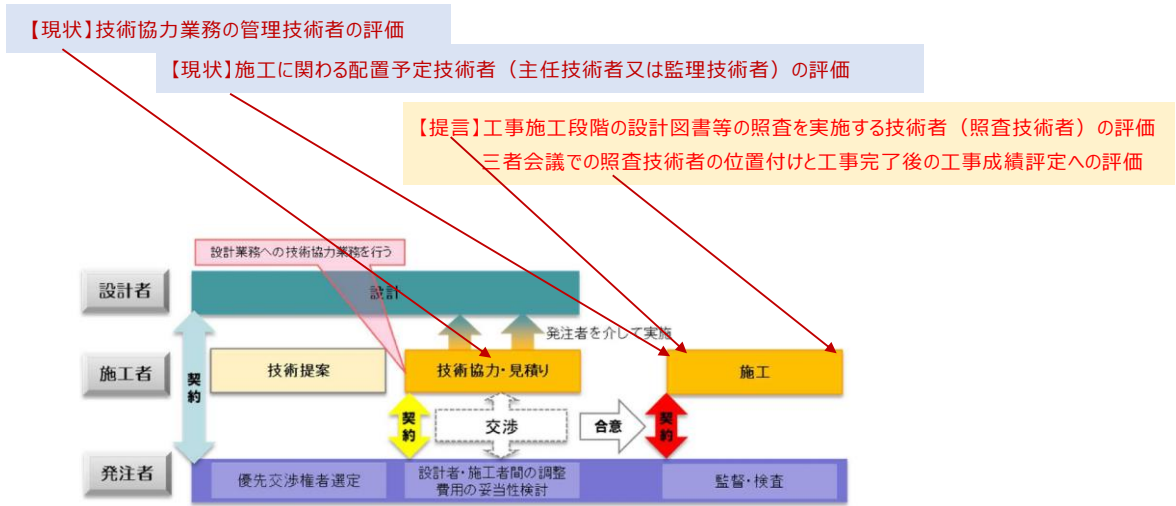 【現状】技術協力業務の管理技術者の評価
【現状】施工に関わる配置予定技術者（主任技術者又は監理技術者）の評価
【提言】工事施工段階の設計図書等の照査を実施する技術者（照査技術者）の評価
三者会議での照査技術者の位置付けと工事完了後の工事成績評定への評価
設計業務への技術協力業務を行う
設計者
設計
発注者を介して実施
施工者
契約
技術提案
技術協力・見積り
施工
契約
交渉
合意
契約
発注者
優先交渉権者選定
設計者・施工者間の調整
費用の妥当性検討
監督・検査